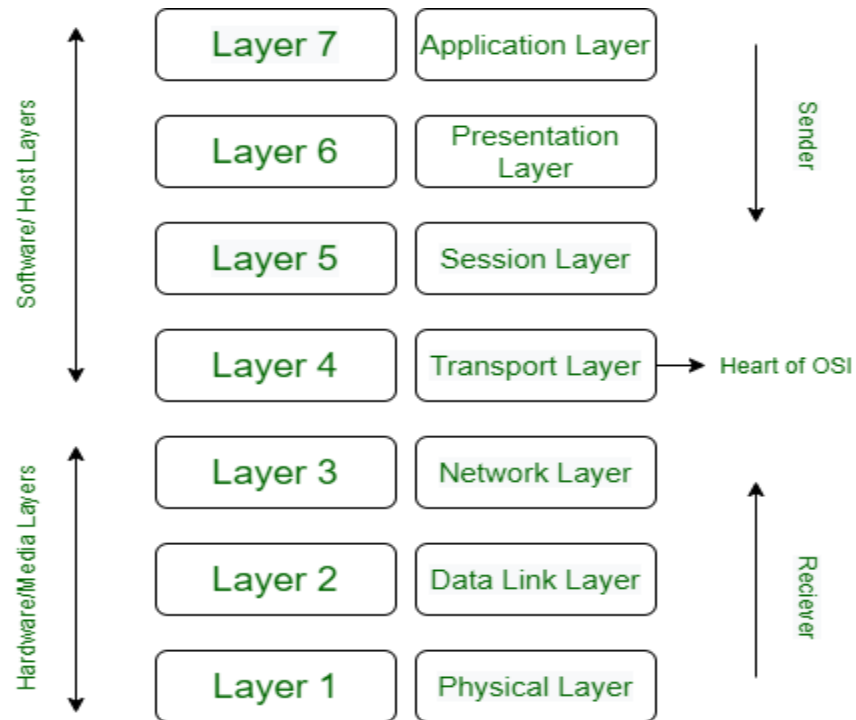 Software/ Host Layers
Layer 7
Application Layer
Sender
Layer 6
Presentation
Layer
Layer 5
Session Layer
Layer 4
Transport Layer
Heart of OSI
Hardware/Media Layers
Layer 3
Network Layer
Reciever
Layer 2
Data Link Layer
Layer 1
Physical Layer